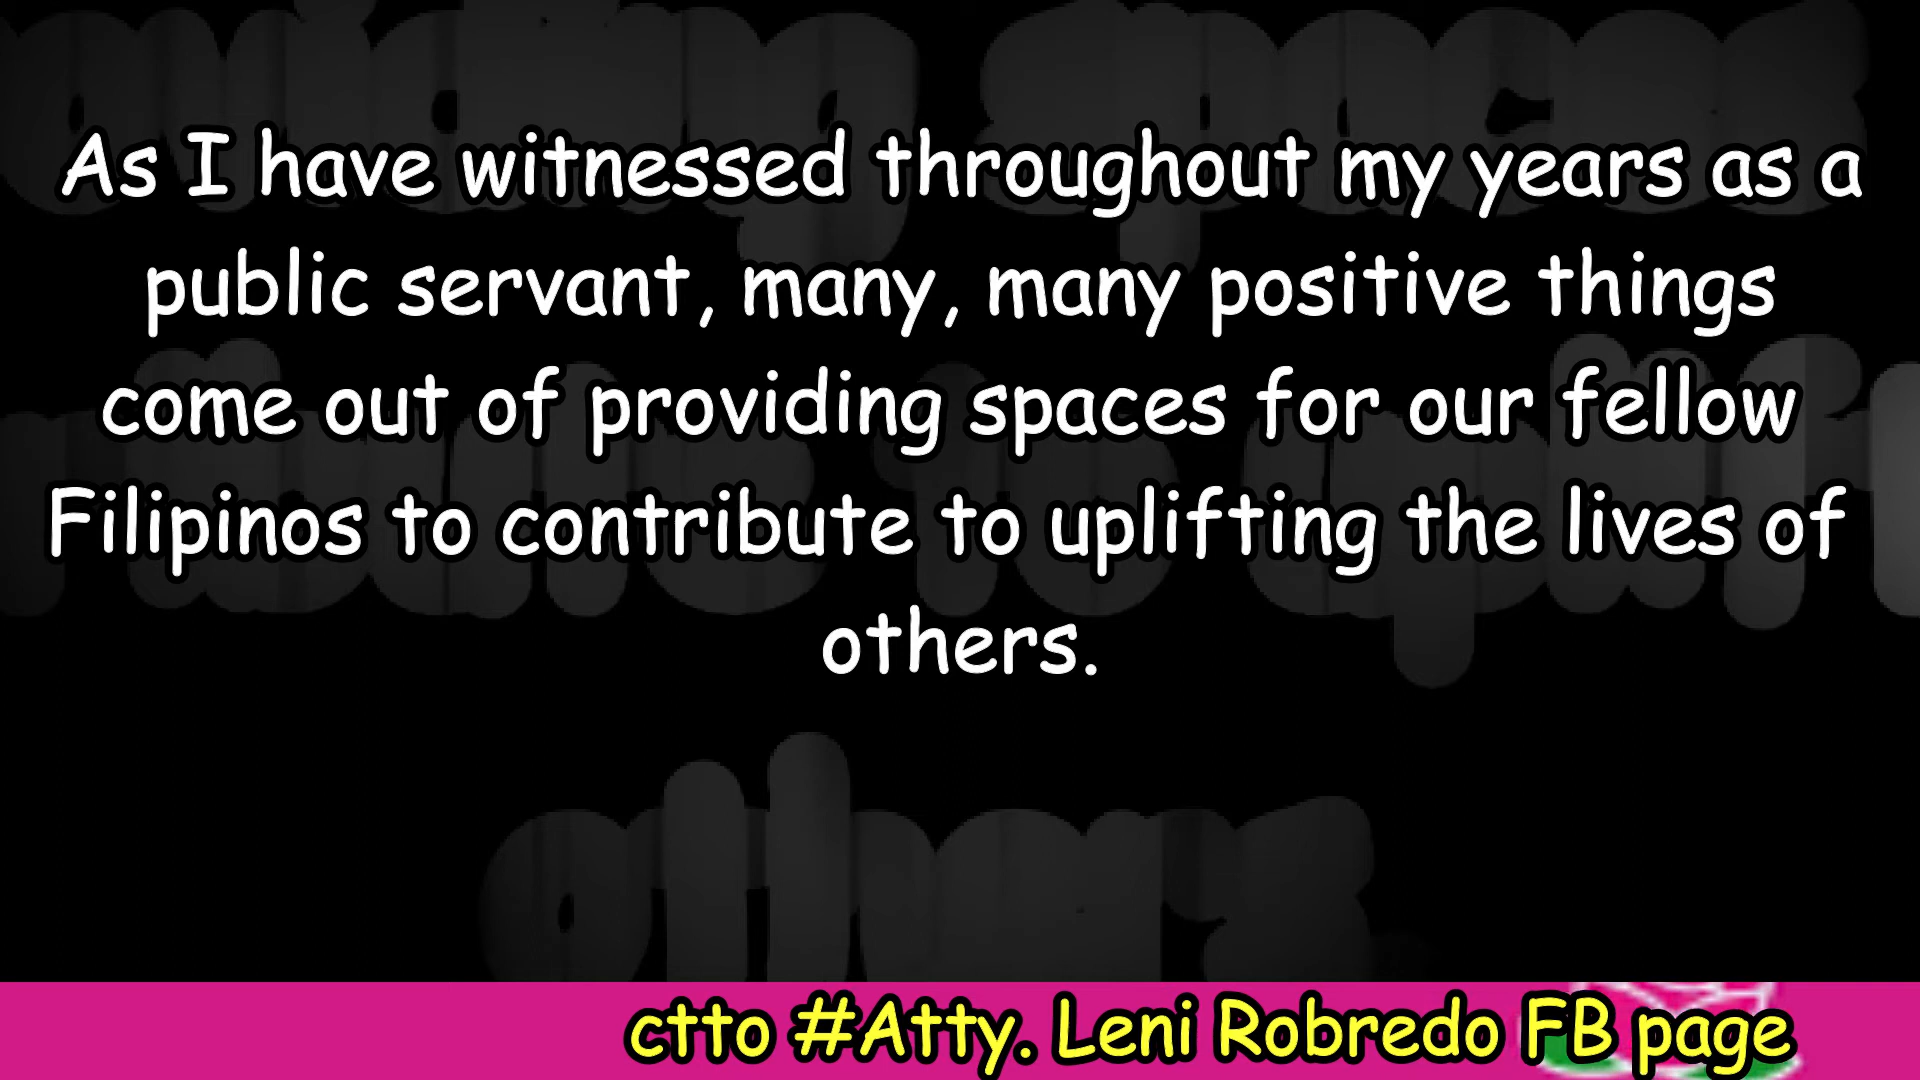 As I have witnessed throughout my years as a
public servant, many, many positive things
come out of providing spaces for our fellow
Filipinos to contribute to uplifting the lives of
others.
ctto #Atty. Leni Robredo FB page